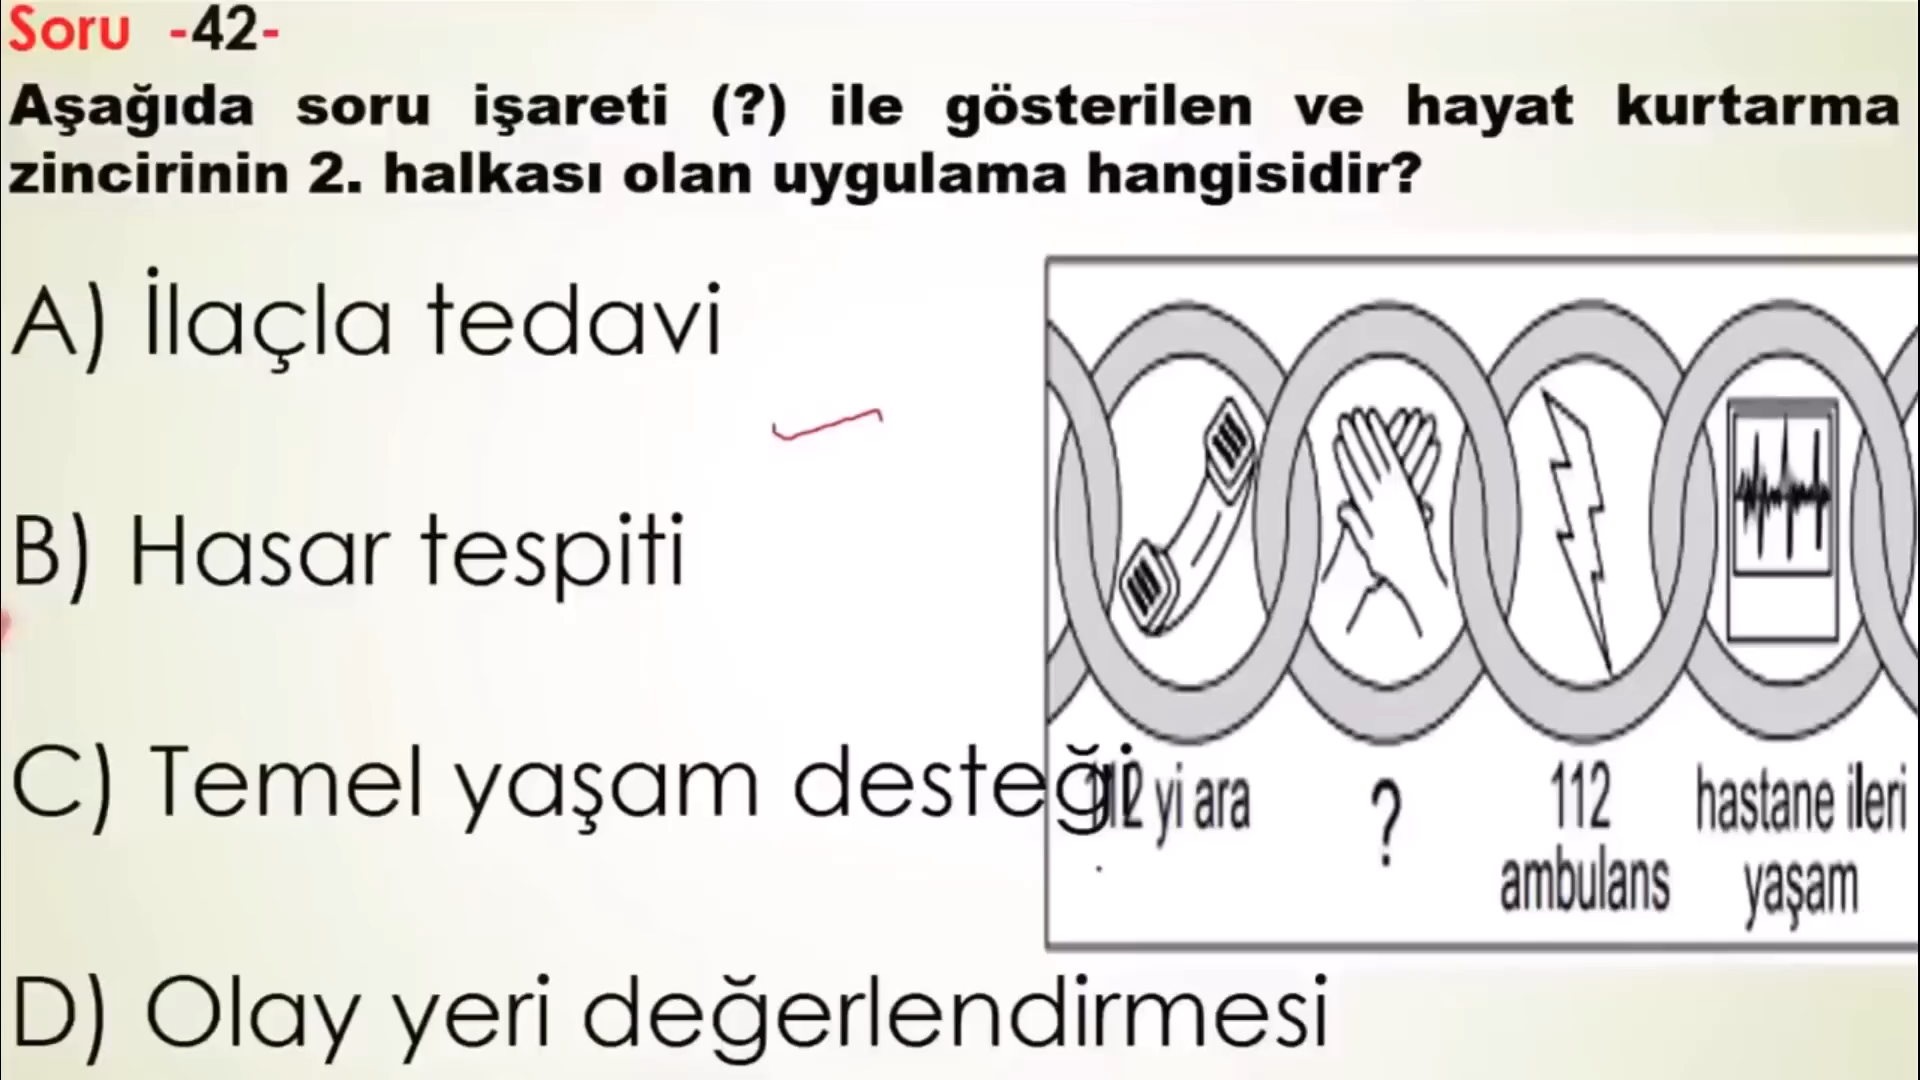 Soru -42-
Aşağıda soru işareti (?) ile gösterilen ve hayat kurtarma
zincirinin 2. halkası olan uygulama hangisidir?
A) İlaçla tedavi
B) Hasar tespiti
C) Temel yaşam desteği
D) Olay yeri değerlendirmesi
112 yi ara
?
112
ambulans
hastane ileri
yaşam